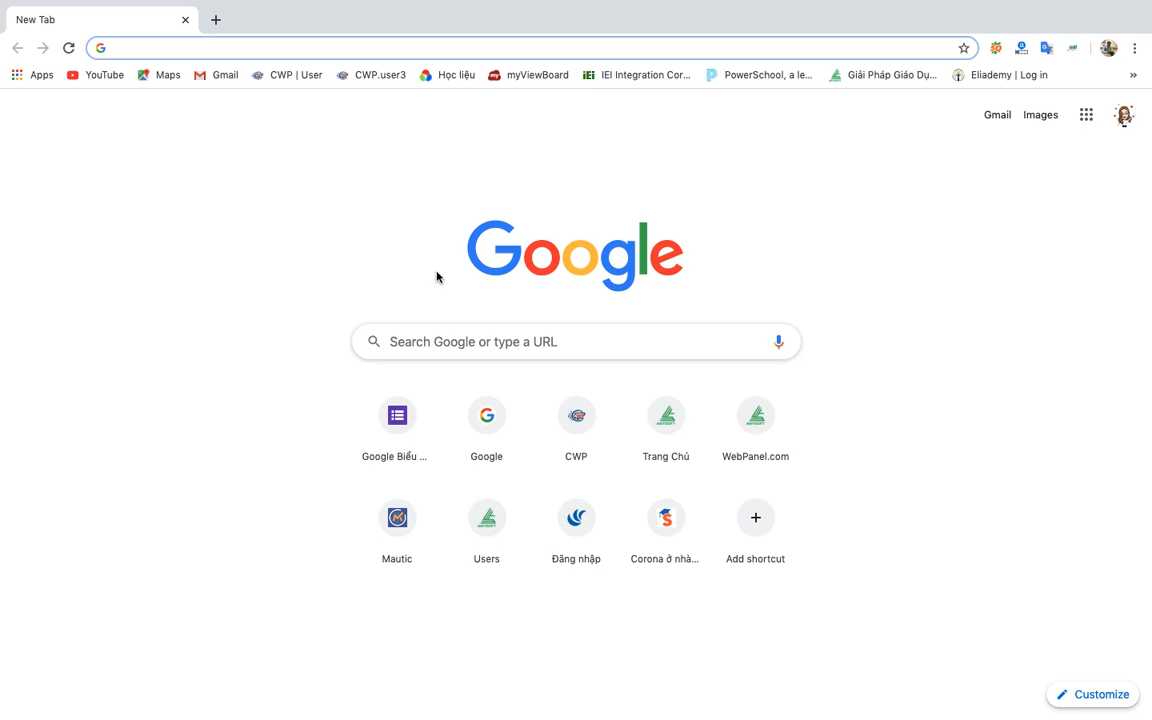 New Tab
Apps YouTube Maps Gmail CWP | User CWP.user3 Học liệu myViewBoard IEI Integration Cor... PowerSchool, a le... Giải Pháp Giáo Dụ... Eliademy | Log in »
Gmail Images
Google
Search Google or type a URL
Google Biểu ... Google CWP Trang Chủ WebPanel.com
Mautic Users Đăng nhập Corona ở nhà... Add shortcut
Customize